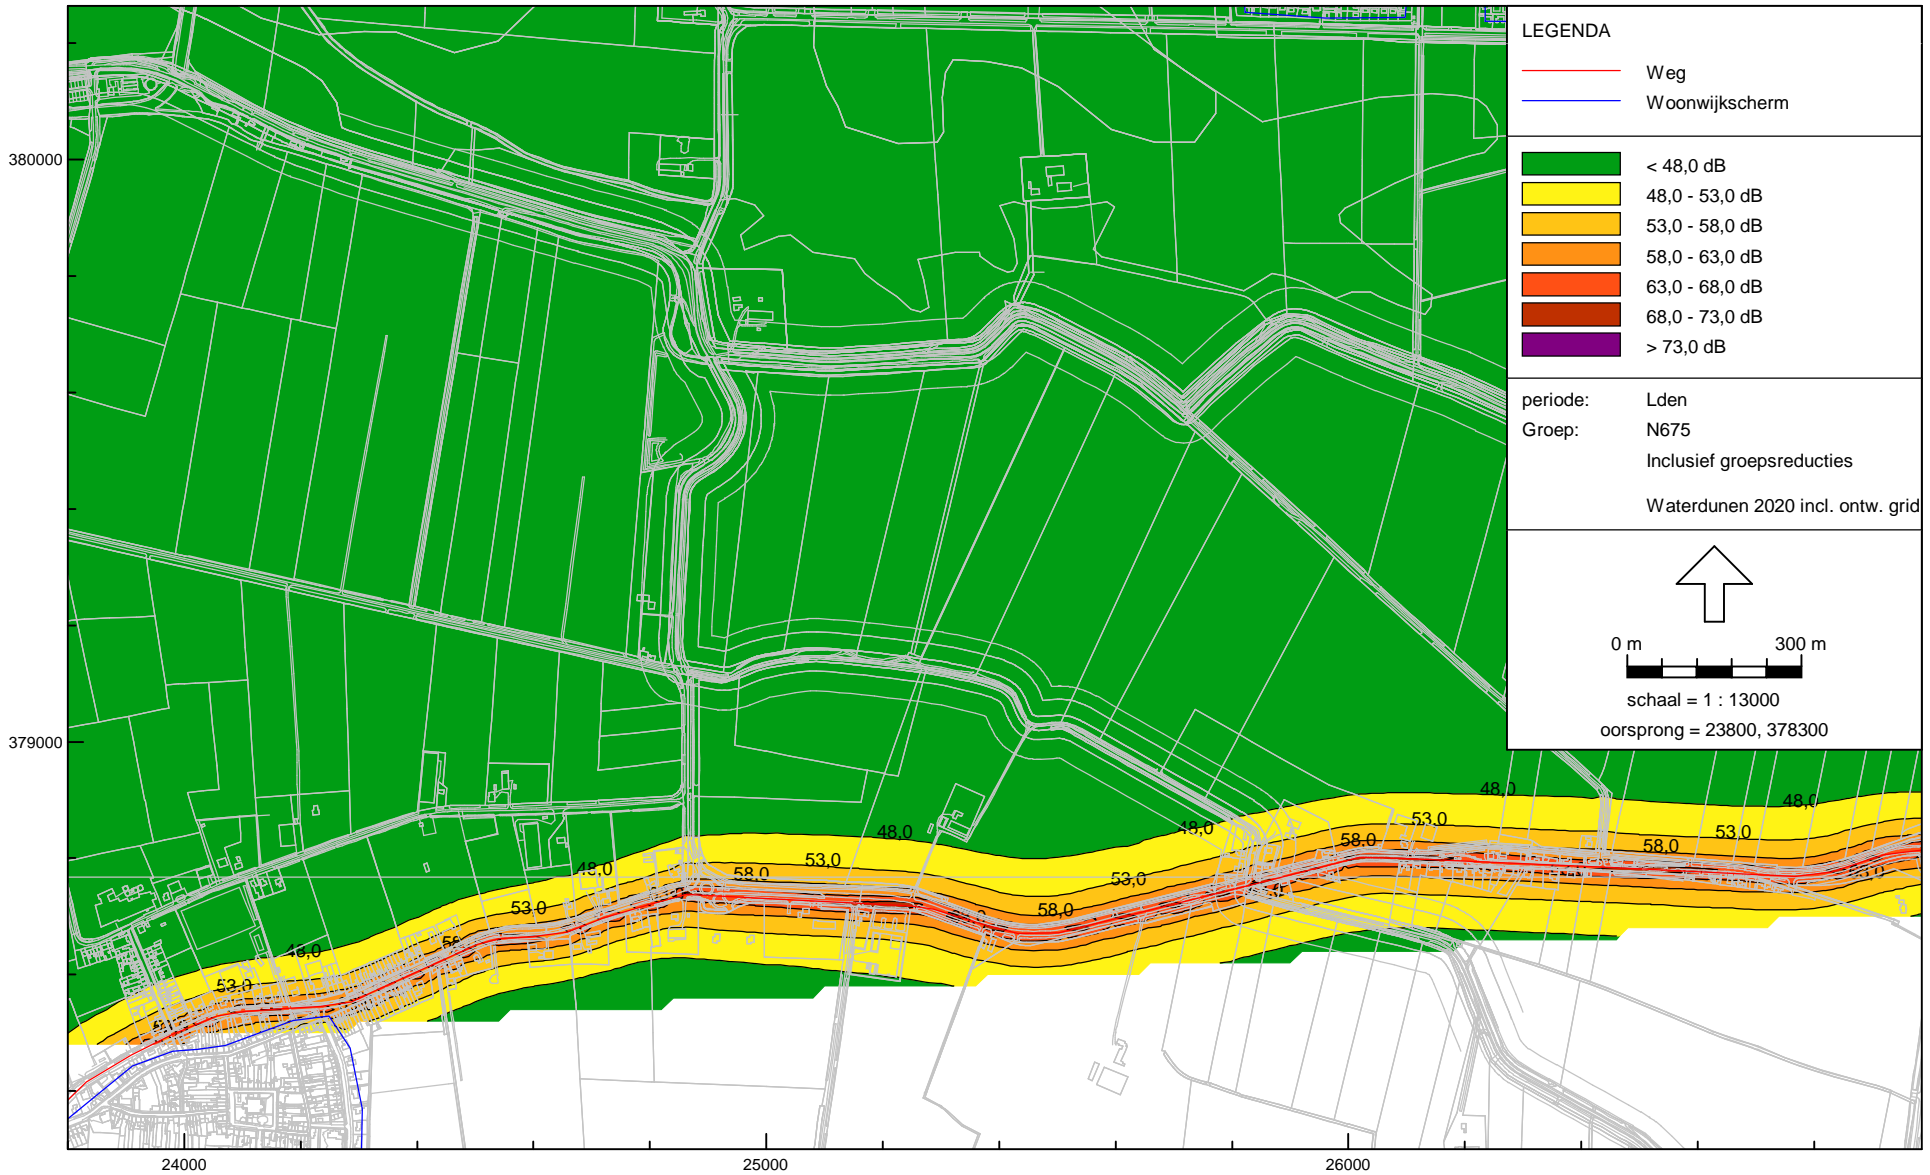 LEGENDA
Weg
Woonwijkscherm
< 48,0 dB
48,0 - 53,0 dB
53,0 - 58,0 dB
58,0 - 63,0 dB
63,0 - 68,0 dB
68,0 - 73,0 dB
> 73,0 dB
periode: Lden
Groep: N675
Inclusief groepsreducties
Waterdunen 2020 incl. ontw. grid
0 m 300 m
schaal = 1 : 13000
oorsprong = 23800, 378300
380000
379000
48,0
48,0
53,0
58,0
53,0
58,0
48,0
48,0
53,0
58,0
48,0
53,0
53,0
58,0
48,0
53,0
24000
25000
26000